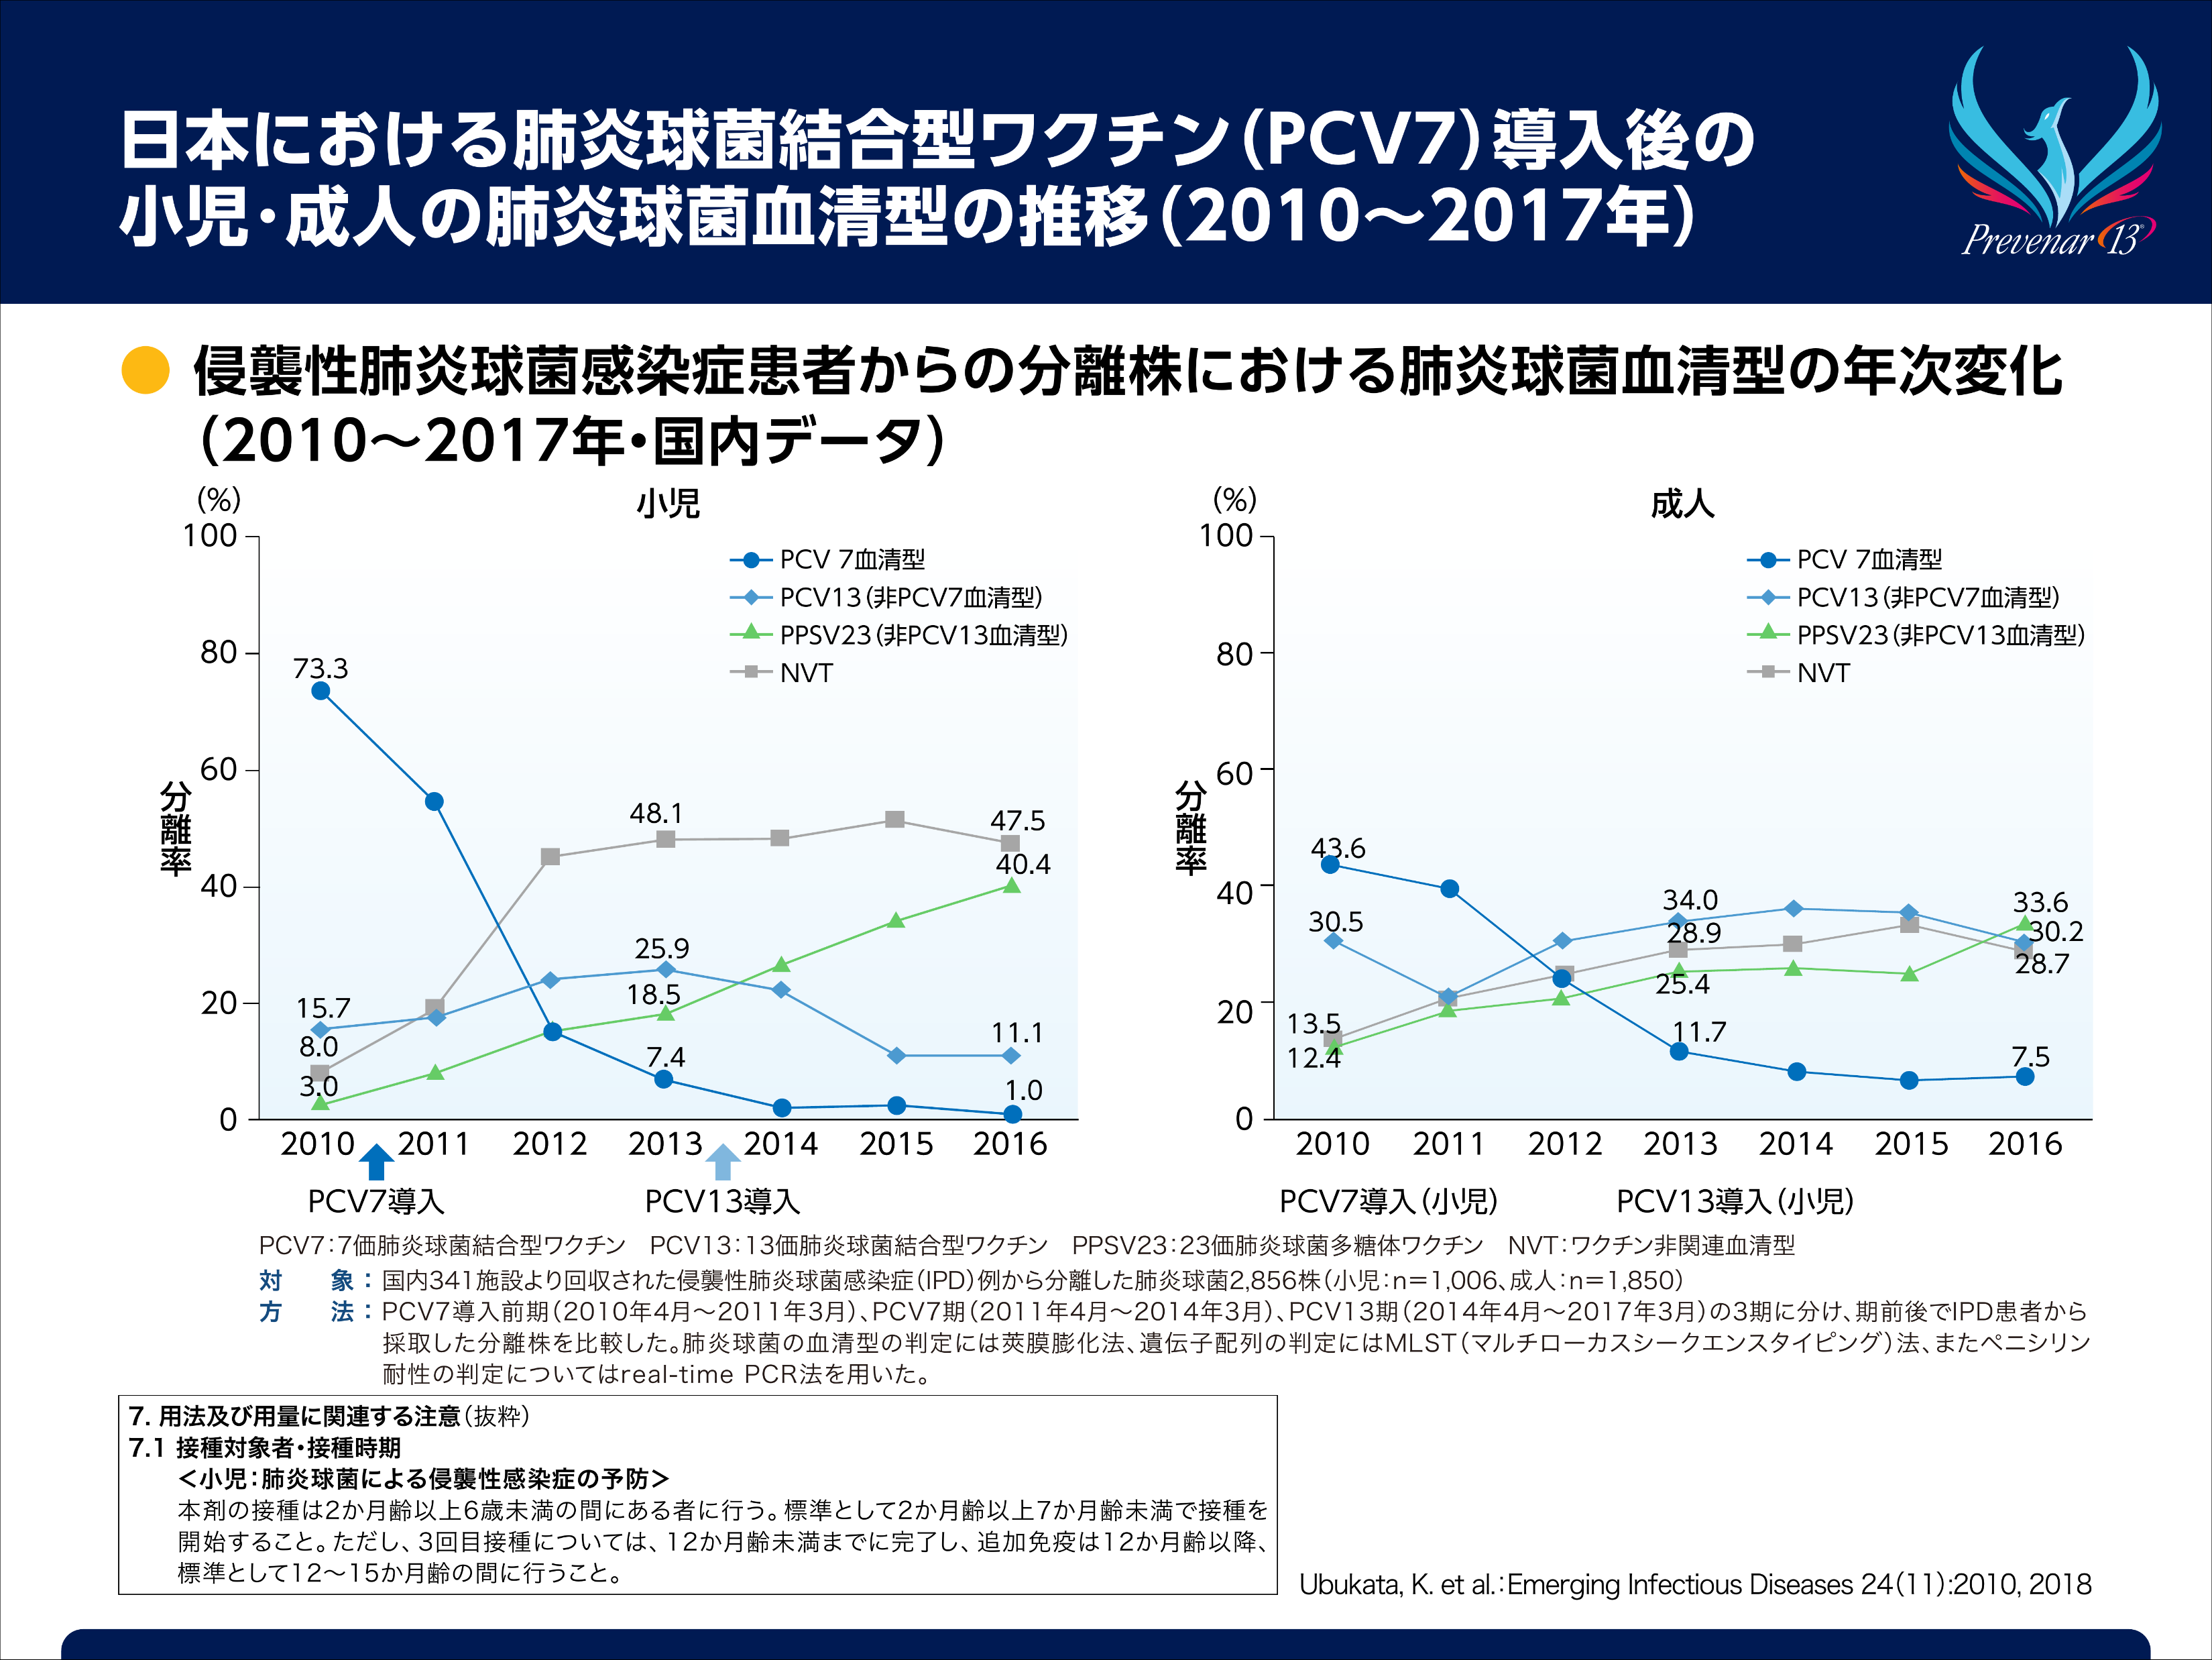 日本における肺炎球菌結合型ワクチン（PCV7）導入後の
小児・成人の肺炎球菌血清型の推移（2010～2017年）
Prevenar 13®
侵襲性肺炎球菌感染症患者からの分離株における肺炎球菌血清型の年次変化
（2010～2017年・国内データ）
小児
(%)
100
80
60
40
20
0
分離率
PCV 7血清型
PCV13（非PCV7血清型）
PPSV23（非PCV13血清型）
NVT
73.3
15.7
8.0
3.0
48.1
25.9
18.5
7.4
47.5
40.4
11.1
1.0
2010 2011 2012 2013 2014 2015 2016
PCV7導入 PCV13導入
成人
(%)
100
80
60
40
20
0
分離率
PCV 7血清型
PCV13（非PCV7血清型）
PPSV23（非PCV13血清型）
NVT
43.6
30.5
13.5
12.4
34.0
28.9
25.4
11.7
33.6
30.2
28.7
7.5
2010 2011 2012 2013 2014 2015 2016
PCV7導入（小児） PCV13導入（小児）
PCV7：7価肺炎球菌結合型ワクチン　PCV13：13価肺炎球菌結合型ワクチン　PPSV23：23価肺炎球菌多糖体ワクチン　NVT：ワクチン非関連血清型
対　象：国内341施設より回収された侵襲性肺炎球菌感染症（IPD）例から分離した肺炎球菌2,856株（小児：n＝1,006、成人：n＝1,850）
方　法：PCV7導入前期（2010年4月～2011年3月）、PCV7期（2011年4月～2014年3月）、PCV13期（2014年4月～2017年3月）の3期に分け、期前後でIPD患者から
採取した分離株を比較した。肺炎球菌の血清型の判定には莢膜膨化法、遺伝子配列の判定にはMLST（マルチローカスシークエンスタイピング）法、またペニシリン
耐性の判定についてはreal-time PCR法を用いた。
7. 用法及び用量に関連する注意（抜粋）
7.1 接種対象者・接種時期
＜小児：肺炎球菌による侵襲性感染症の予防＞
本剤の接種は2か月齢以上6歳未満の間にある者に行う。標準として2か月齢以上7か月齢未満で接種を
開始すること。ただし、3回目接種については、12か月齢未満までに完了し、追加免疫は12か月齢以降、
標準として12～15か月齢の間に行うこと。
Ubukata, K. et al.：Emerging Infectious Diseases 24（11）:2010, 2018